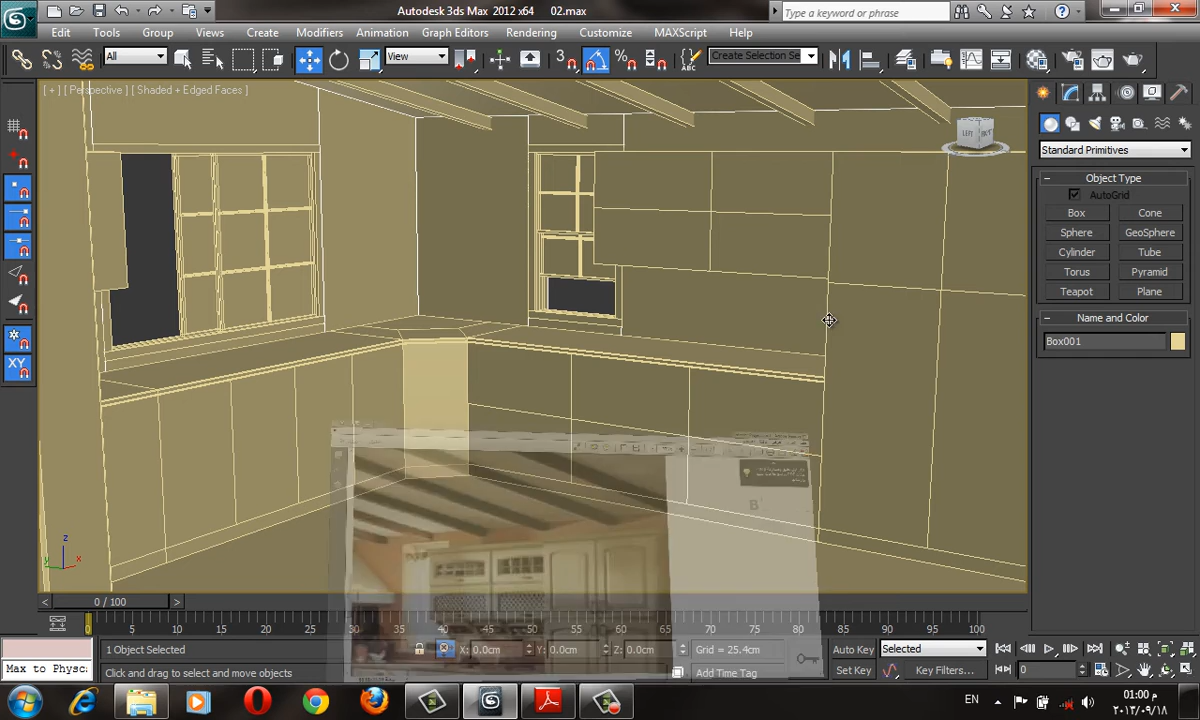 Autodesk 3ds Max 2012 x64 02.max
Type a keyword or phrase
Edit Tools Group Views Create Modifiers Animation Graph Editors Rendering Customize MAXScript Help
All View 3 Create Selection Se
[ + ] [ Perspective ] [ Shaded + Edged Faces ]
LEFT
Standard Primitives
Object Type
AutoGrid
Box Cone
Sphere GeoSphere
Cylinder Tube
Torus Pyramid
Teapot Plane
Name and Color
Box001
XY
z
y x
< 0 / 100 >
0 5 10 15 20 25 30 35 40 45 50 55 60 65 70 75 80 85 90 95 100
1 Object Selected X: 0.0cm Y: 0.0cm Z: 0.0cm Grid = 25.4cm Auto Key Selected
Max to Physc Click and drag to select and move objects Add Time Tag Set Key Key Filters... 0
EN 01:00 م
٢٠١٣/٠٩/١٨